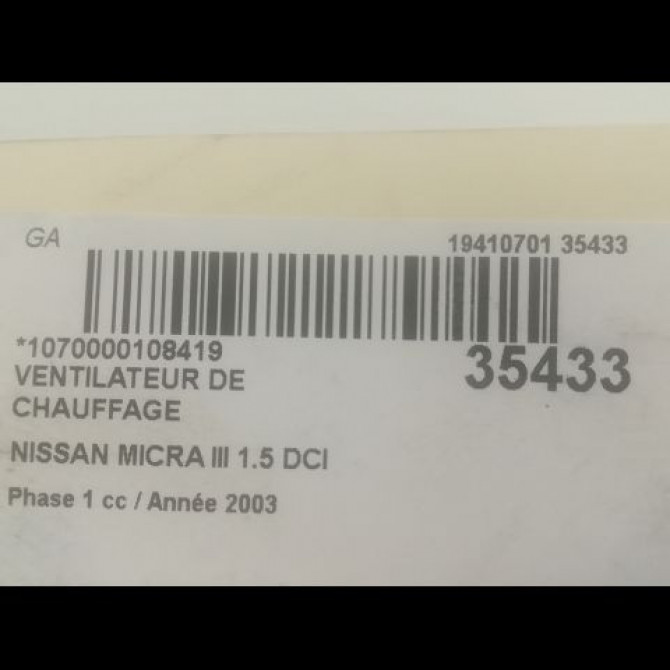 GA
19410701 35433
*1070000108419
35433
VENTILATEUR DE
CHAUFFAGE
NISSAN MICRA III 1.5 DCI
Phase 1 cc / Année 2003